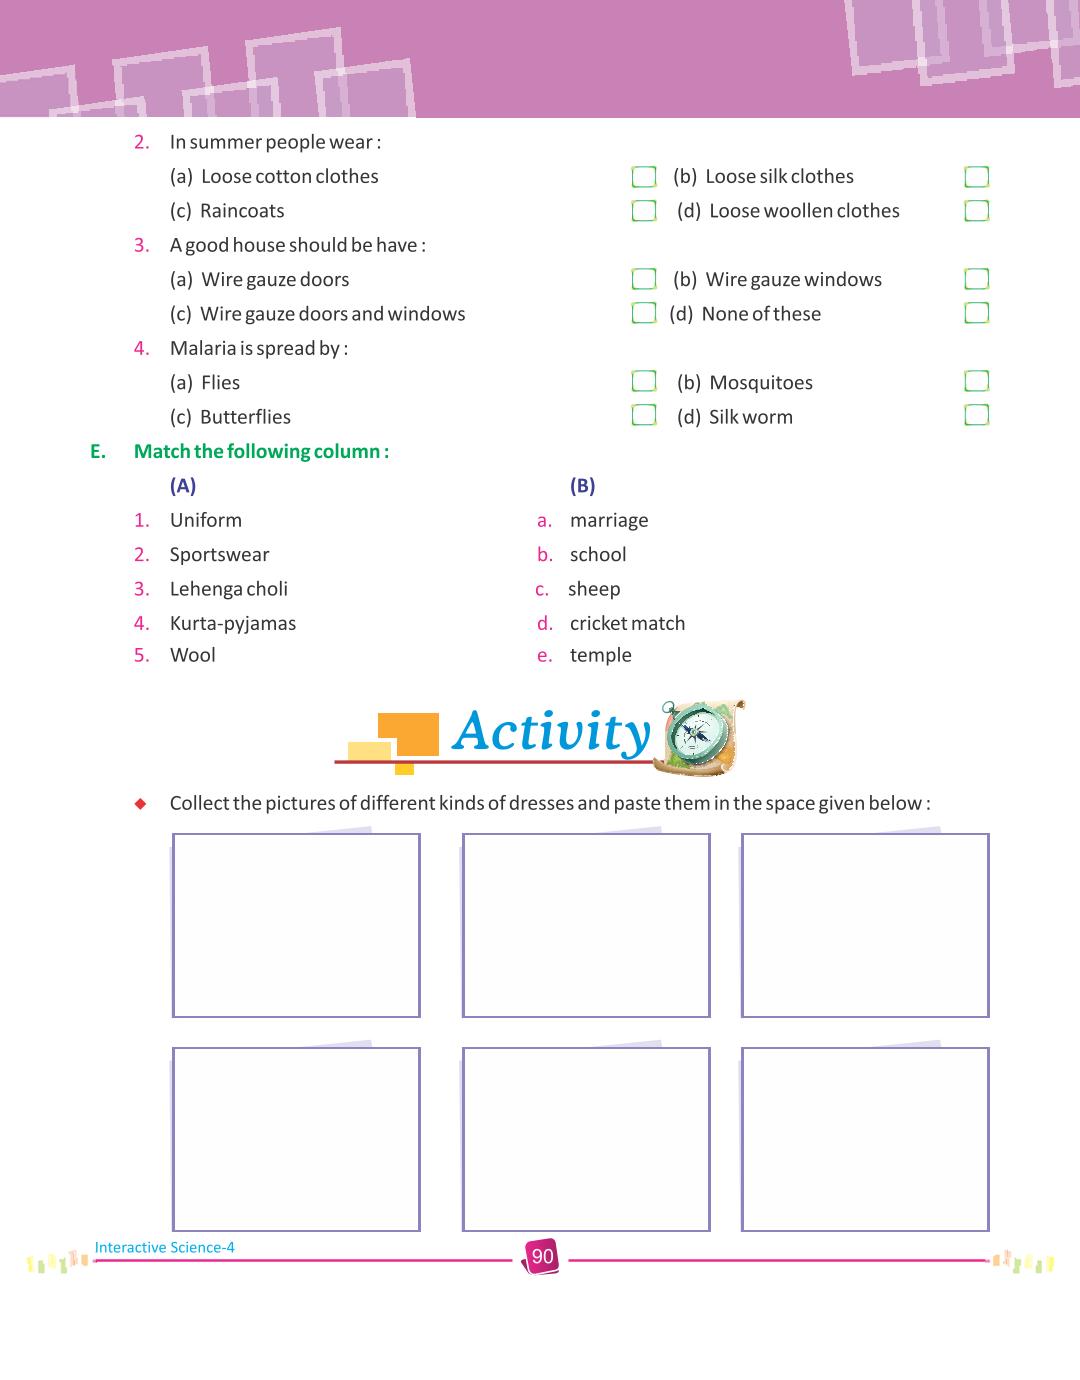 2. In summer people wear :
(a) Loose cotton clothes (b) Loose silk clothes
(c) Raincoats (d) Loose woollen clothes
3. A good house should be have :
(a) Wire gauze doors (b) Wire gauze windows
(c) Wire gauze doors and windows (d) None of these
4. Malaria is spread by :
(a) Flies (b) Mosquitoes
(c) Butterflies (d) Silk worm
E. Match the following column :
(A) (B)
1. Uniform a. marriage
2. Sportswear b. school
3. Lehenga choli c. sheep
4. Kurta-pyjamas d. cricket match
5. Wool e. temple
Activity
◆ Collect the pictures of different kinds of dresses and paste them in the space given below :
Interactive Science-4
90